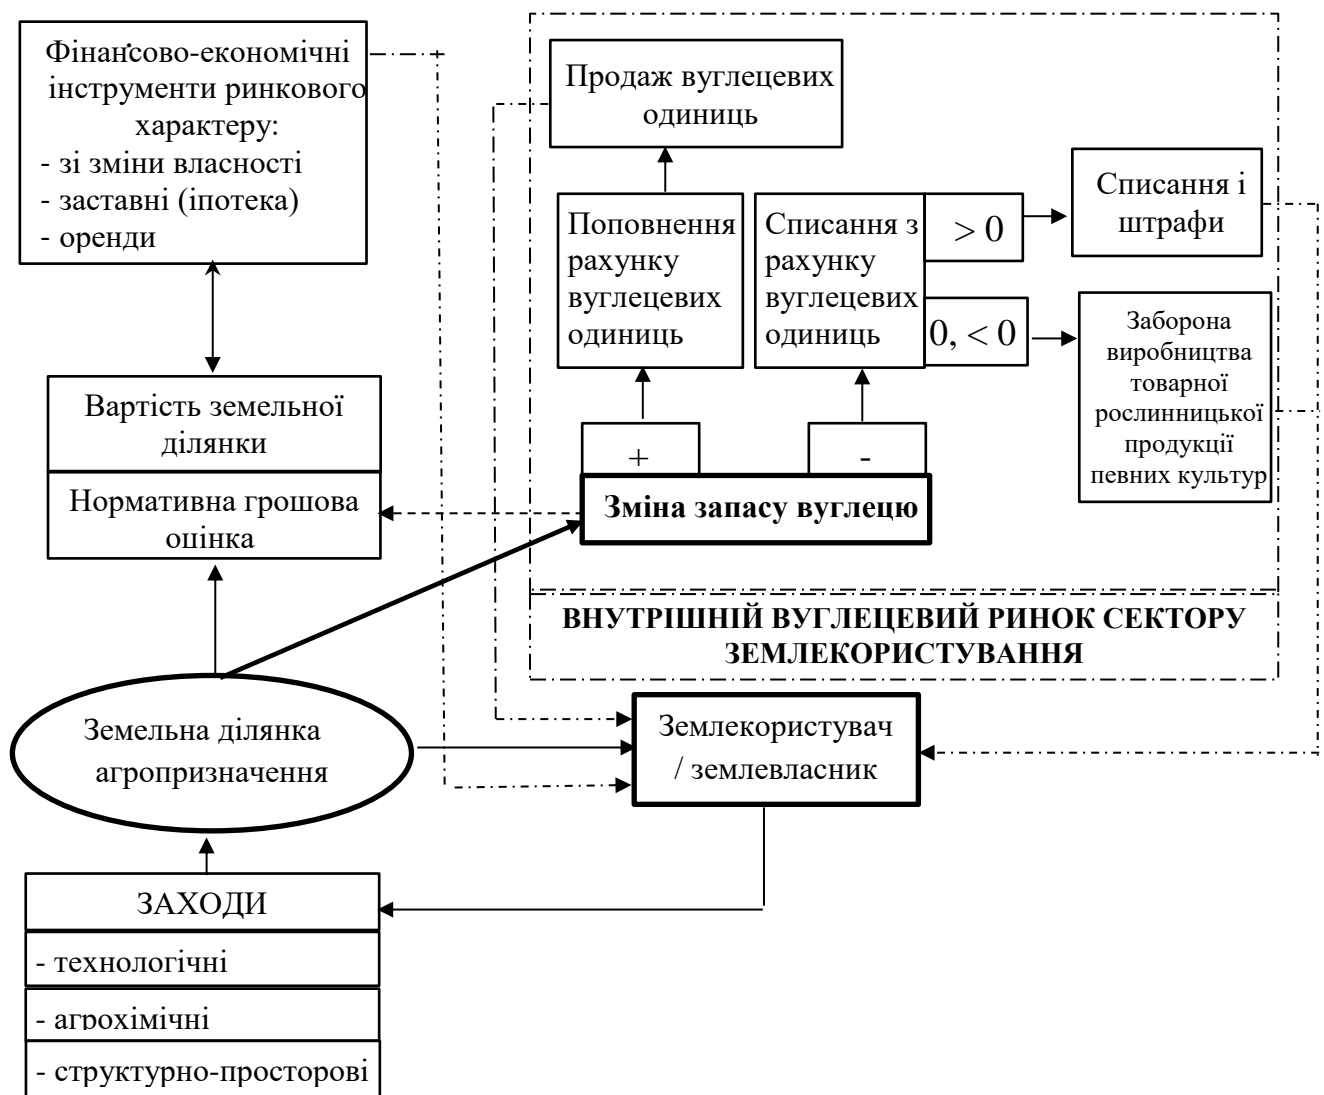 Фінансово-економічні
інструменти ринкового
характеру:
- зі зміни власності
- заставні (іпотека)
- оренди
Продаж вуглецевих
одиниць
Поповнення
рахунку
вуглецевих
одиниць
Списання з
рахунку
вуглецевих
одиниць
> 0
0, < 0
Списання і
штрафи
Заборона
виробництва
товарної
рослинницької
продукції
певних культур
Вартість земельної
ділянки
Нормативна грошова
оцінка
+
-
Зміна запасу вуглецю
ВНУТРІШНІЙ ВУГЛЕЦЕВИЙ РИНОК СЕКТОРУ
ЗЕМЛЕКОРИСТУВАННЯ
Земельна ділянка
агропризначення
Землекористувач
/ землевласник
ЗАХОДИ
- технологічні
- агрохімічні
- структурно-просторові